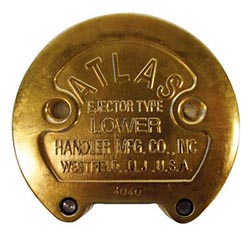 ATLAS
EJECTOR TYPE
LOWER
HANDLER MFG. CO., INC
WESTFIELD, N.J., U.S.A.
4040